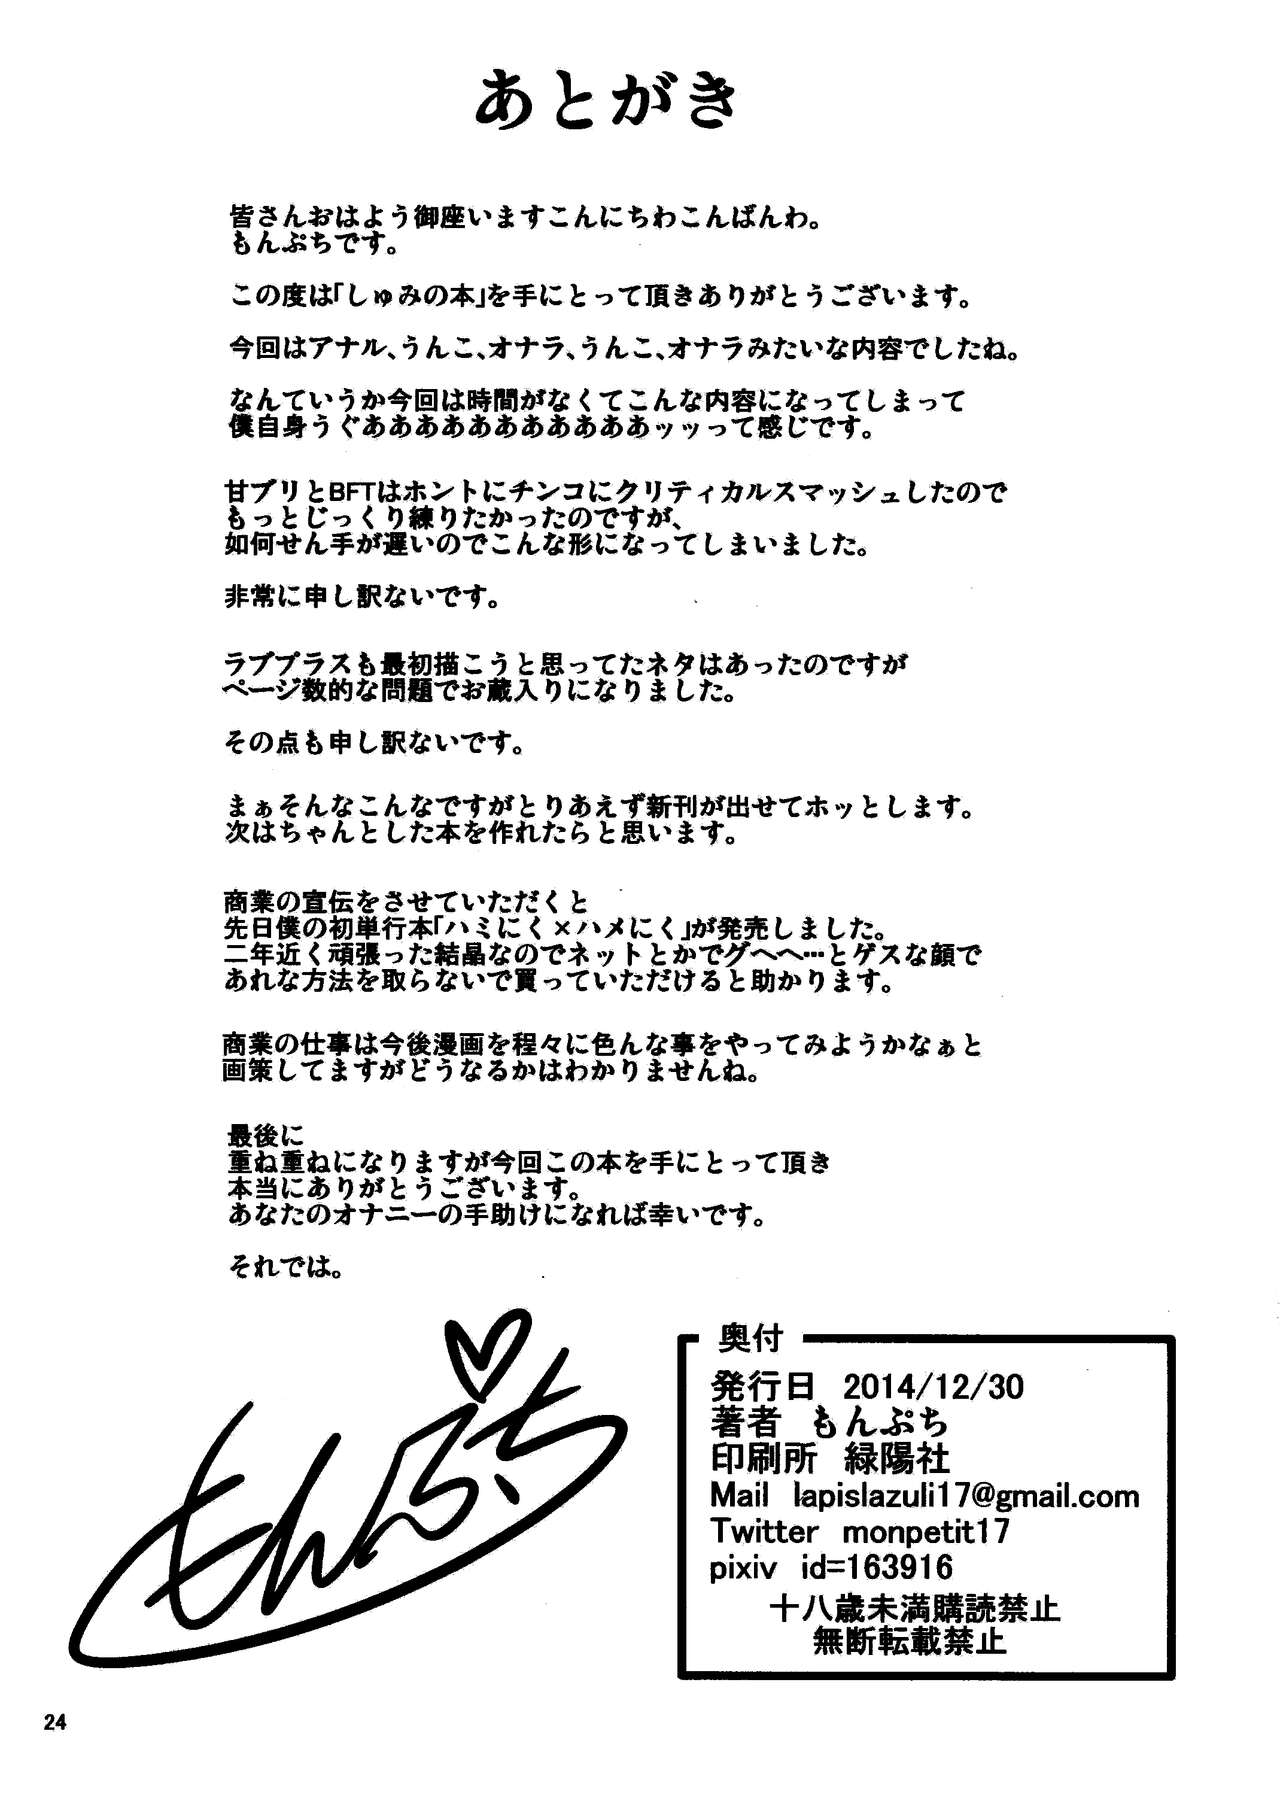 あとがき
皆さんおはよう御座いますこんにちわこんばんわ。
もんぷちです。
この度は「しゅみの本」を手にとって頂きありがとうございます。
今回はアナル、うんこ、オナラ、うんこ、オナラみたいな内容でしたね。
なんていうか今回は時間がなくてこんな内容になってしまって
僕自身うぐあああああああああああッッって感じです。
甘ブリとBFTはホントにチンコにクリティカルスマッシュしたので
もっとじっくり練りたかったのですが、
如何せん手が遅いのでこんな形になってしまいました。
非常に申し訳ないです。
ラブプラスも最初描こうと思ってたネタはあったのですが
ページ数的な問題でお蔵入りになりました。
その点も申し訳ないです。
まぁそんなこんなですがとりあえず新刊が出せてホッとします。
次はちゃんとした本を作れたらと思います。
商業の宣伝をさせていただくと
先日僕の初単行本「ハミにく×ハメにく」が発売しました。
二年近く頑張った結晶なのでネットとかでグへへ…とゲスな顔で
あれな方法を取らないで買っていただけると助かります。
商業の仕事は今後漫画を程々に色んな事をやってみようかなぁと
画策してますがどうなるかはわかりませんね。
最後に
重ね重ねになりますが今回この本を手にとって頂き
本当にありがとうございます。
あなたのオナニーの手助けになれば幸いです。
それでは。
もんぷち
奥付
発行日 2014/12/30
著者 もんぷち
印刷所 緑陽社
Mail lapislazuli17@gmail.com
Twitter monpetit17
pixiv id=163916
十八歳未満購読禁止
無断転載禁止
24